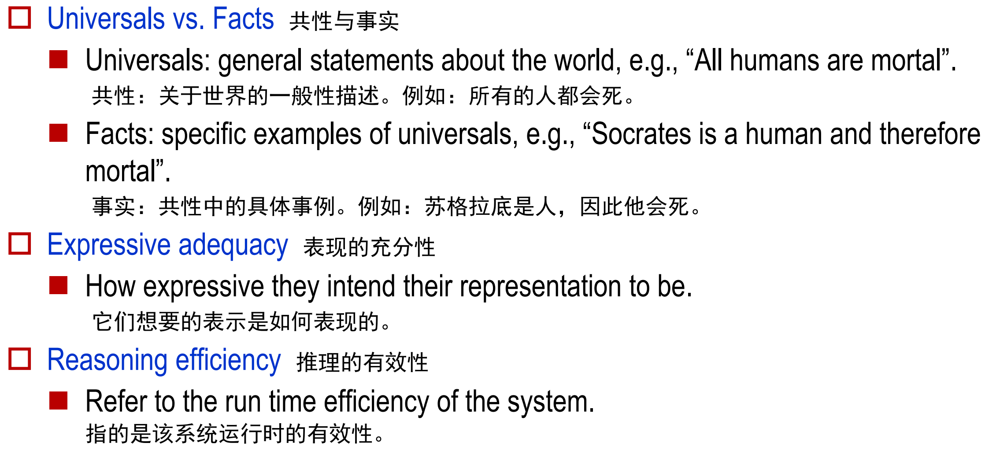 Universals vs. Facts 共性与事实
Universals: general statements about the world, e.g., “All humans are mortal”.
共性：关于世界的一般性描述。例如：所有的人都会死。
Facts: specific examples of universals, e.g., “Socrates is a human and therefore
mortal”.
事实：共性中的具体事例。例如：苏格拉底是人，因此他会死。
Expressive adequacy 表现的充分性
How expressive they intend their representation to be.
它们想要的表示是如何表现的。
Reasoning efficiency 推理的有效性
Refer to the run time efficiency of the system.
指的是该系统运行时的有效性。